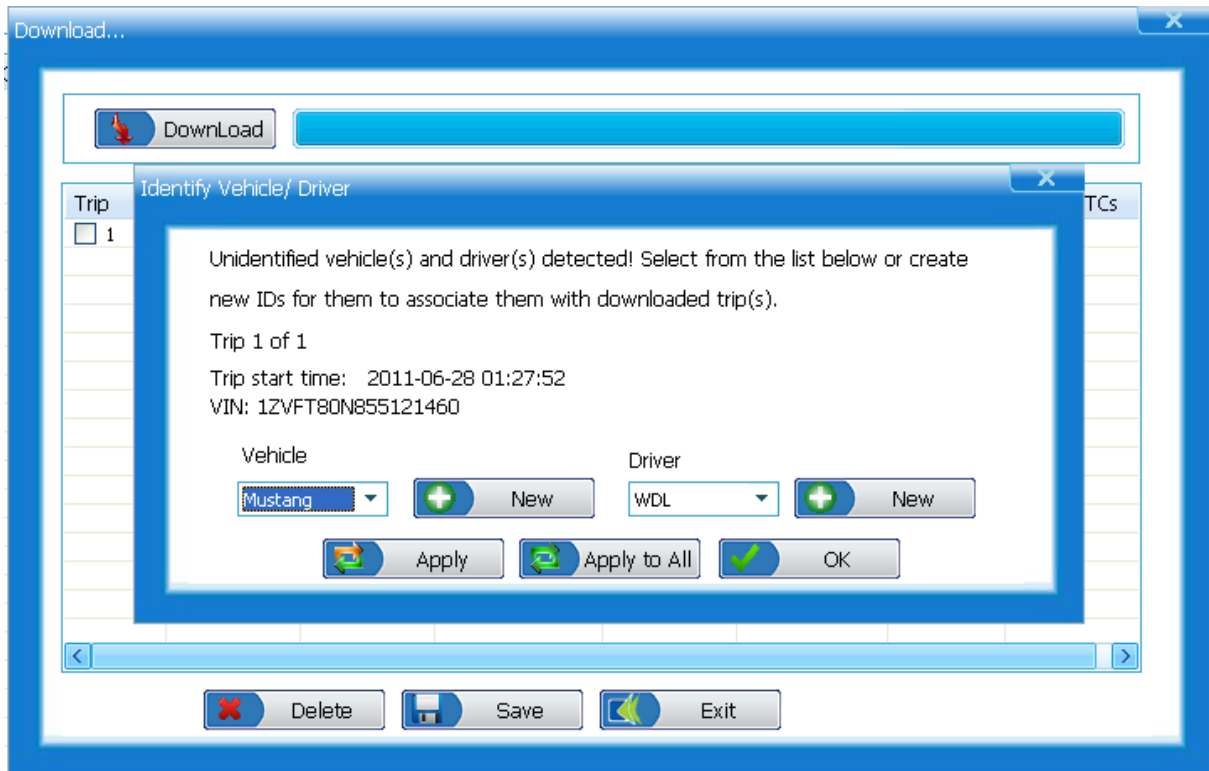 Download...
DownLoad
Identify Vehicle/ Driver
Trip
TCs
1
Unidentified vehicle(s) and driver(s) detected! Select from the list below or create
new IDs for them to associate them with downloaded trip(s).
Trip 1 of 1
Trip start time: 2011-06-28 01:27:52
VIN: 1ZVFT80N855121460
Vehicle
Driver
Mustang
New
WDL
New
Apply
Apply to All
OK
Delete
Save
Exit